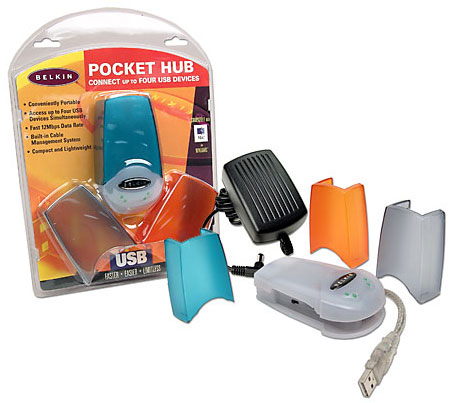 BELKIN
POCKET HUB
CONNECT UP TO FOUR USB DEVICES
• Conveniently Portable
• Access up to Four USB
Devices Simultaneously
• Fast 12Mbps Data Rate
• Built-in Cable
Management System
• Compact and Lightweight
BELKIN
USB
FASTER • EASIER • LIMITLESS
BELKIN